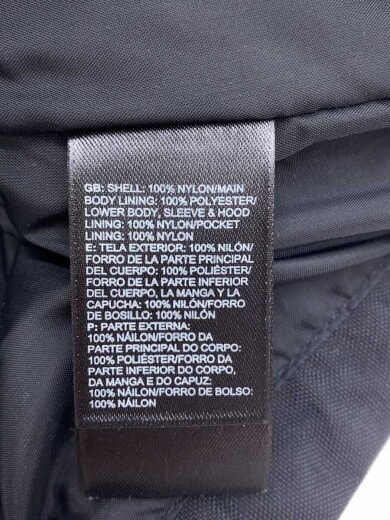 GB: SHELL: 100% NYLON/MAIN
BODY LINING: 100% POLYESTER/
LOWER BODY, SLEEVE & HOOD
LINING: 100% NYLON/POCKET
LINING: 100% NYLON
E: TELA EXTERIOR: 100% NILÓN/
FORRO DE LA PARTE PRINCIPAL
DEL CUERPO: 100% POLIÉSTER/
FORRO DE LA PARTE INFERIOR
DEL CUERPO, LA MANGA Y LA
CAPUCHA: 100% NILÓN/FORRO
DE BOSILLO: 100% NILÓN
P: PARTE EXTERNA:
100% NÁILON/FORRO DA
PARTE PRINCIPAL DO CORPO:
100% POLIÉSTER/FORRO DA
PARTE INFERIOR DO CORPO,
DA MANGA E DO CAPUZ:
100% NÁILON/FORRO DE BOLSO:
100% NÁILON